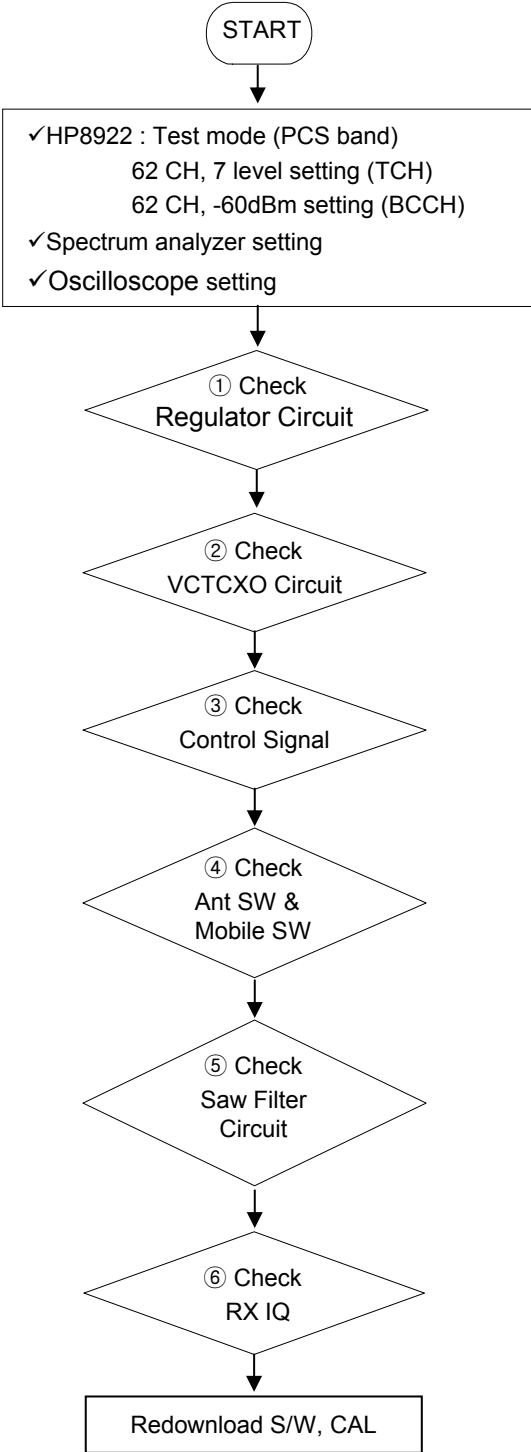 START
✓HP8922 : Test mode (PCS band)
62 CH, 7 level setting (TCH)
62 CH, -60dBm setting (BCCH)
✓Spectrum analyzer setting
✓Oscilloscope setting
① Check
Regulator Circuit
② Check
VCTCXO Circuit
③ Check
Control Signal
④ Check
Ant SW &
Mobile SW
⑤ Check
Saw Filter
Circuit
⑥ Check
RX IQ
Redownload S/W, CAL